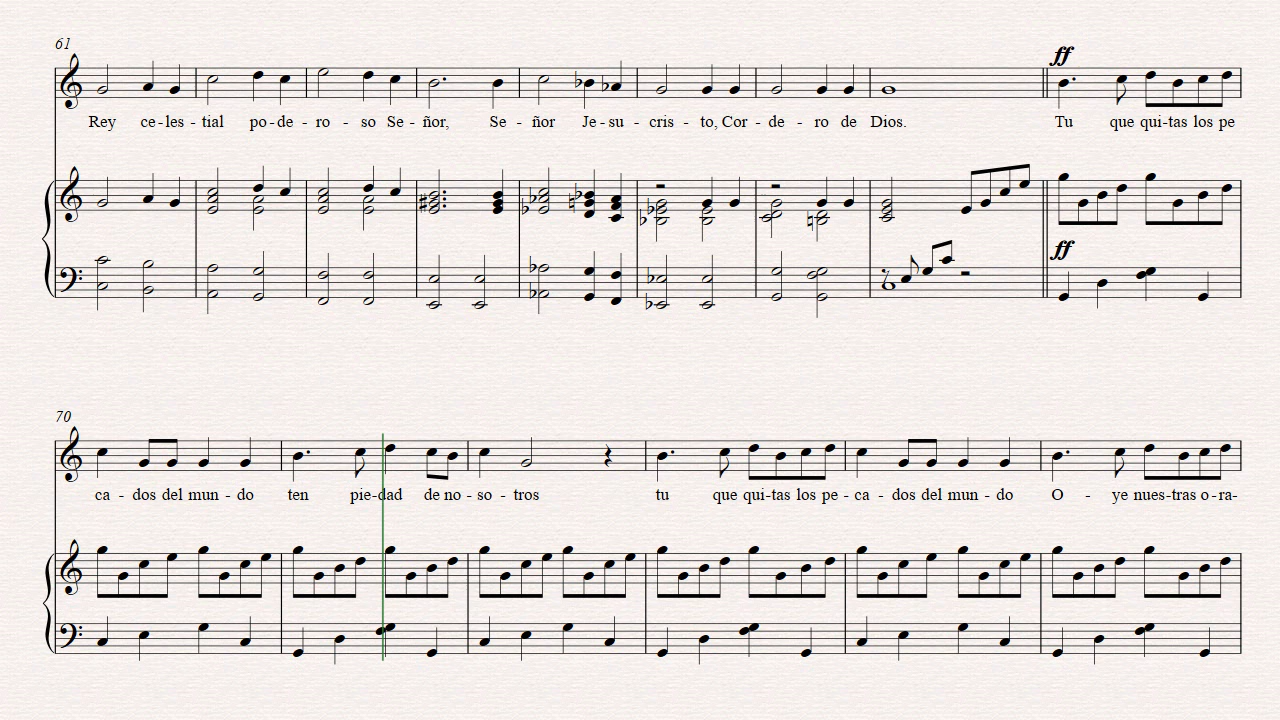 61
ff
Rey ce - les - tial po - de - ro - so Se - ñor, Se - ñor Je - su - cris - to, Cor - de - ro de Dios. Tu que qui - tas los pe
ff
70
ca - dos del mun - do ten pie - dad de no - so - tros tu que qui - tas los pe - ca - dos del mun - do O - ye nues - tras o - ra-